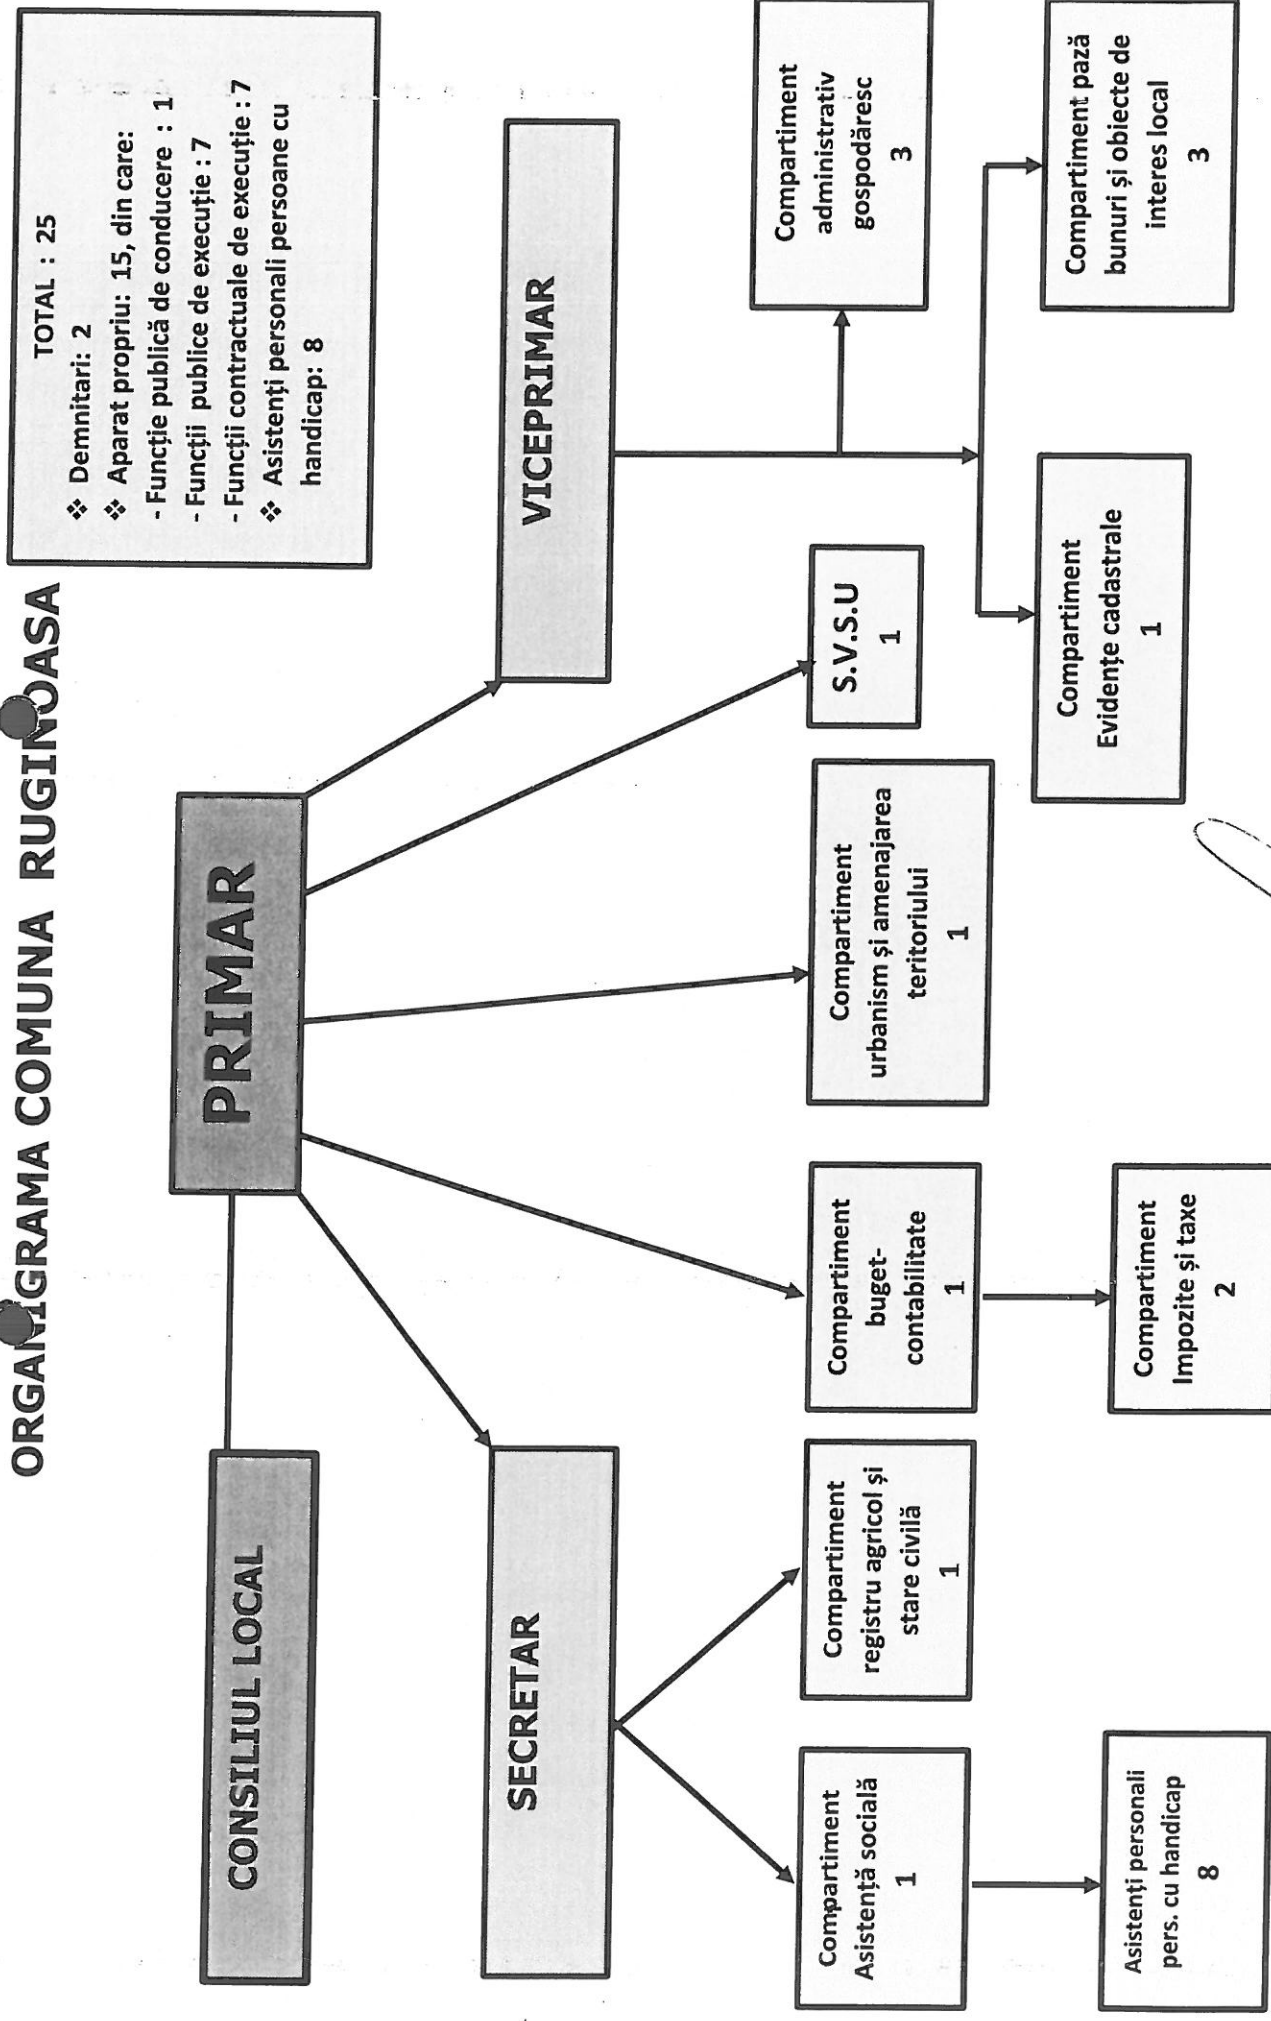 ORGANIGRAMA COMUNA RUGINOASA
TOTAL : 25
❖ Demnitari: 2
❖ Aparat propriu: 15, din care:
- Funcție publică de conducere : 1
- Funcții publice de execuție : 7
- Funcții contractuale de execuție : 7
❖ Asistenți personali persoane cu
handicap: 8
CONSILIUL LOCAL
PRIMAR
SECRETAR
VICEPRIMAR
Compartiment
Asistență socială
1
Compartiment
registru agricol și
stare civilă
1
Compartiment
buget-
contabilitate
1
Compartiment
urbanism și amenajarea
teritoriului
1
S.V.S.U
1
Compartiment
administrativ
gospodăresc
3
Asistenți personali
pers. cu handicap
8
Compartiment
Impozite și taxe
2
Compartiment
Evidențe cadastrale
1
Compartiment pază
bunuri și obiecte de
interes local
3